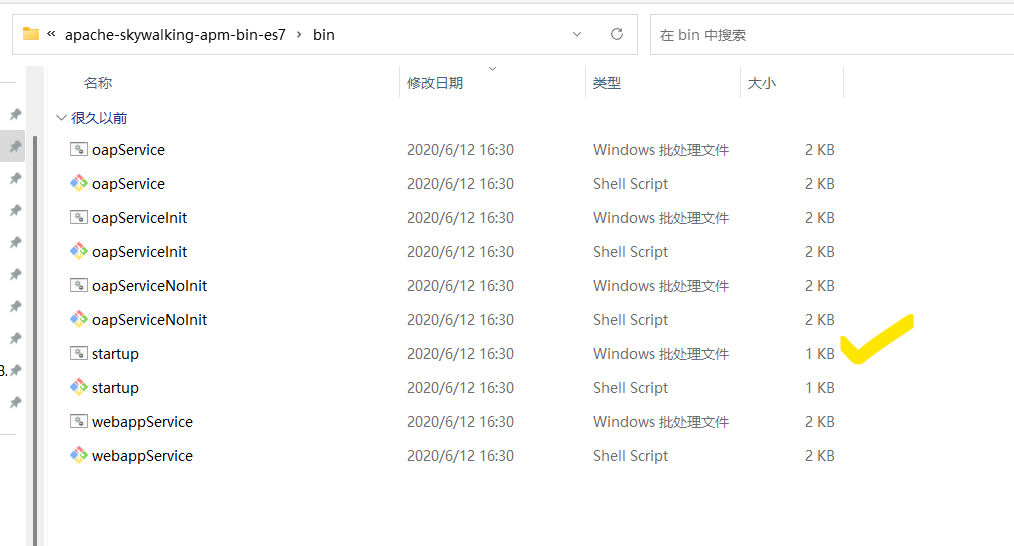 « apache-skywalking-apm-bin-es7 › bin
在 bin 中搜索
名称 修改日期 类型 大小
很久以前
oapService 2020/6/12 16:30 Windows 批处理文件 2 KB
oapService 2020/6/12 16:30 Shell Script 2 KB
oapServiceInit 2020/6/12 16:30 Windows 批处理文件 2 KB
oapServiceInit 2020/6/12 16:30 Shell Script 2 KB
oapServiceNoInit 2020/6/12 16:30 Windows 批处理文件 2 KB
oapServiceNoInit 2020/6/12 16:30 Shell Script 2 KB
startup 2020/6/12 16:30 Windows 批处理文件 1 KB
8.
startup 2020/6/12 16:30 Shell Script 1 KB
webappService 2020/6/12 16:30 Windows 批处理文件 2 KB
webappService 2020/6/12 16:30 Shell Script 2 KB